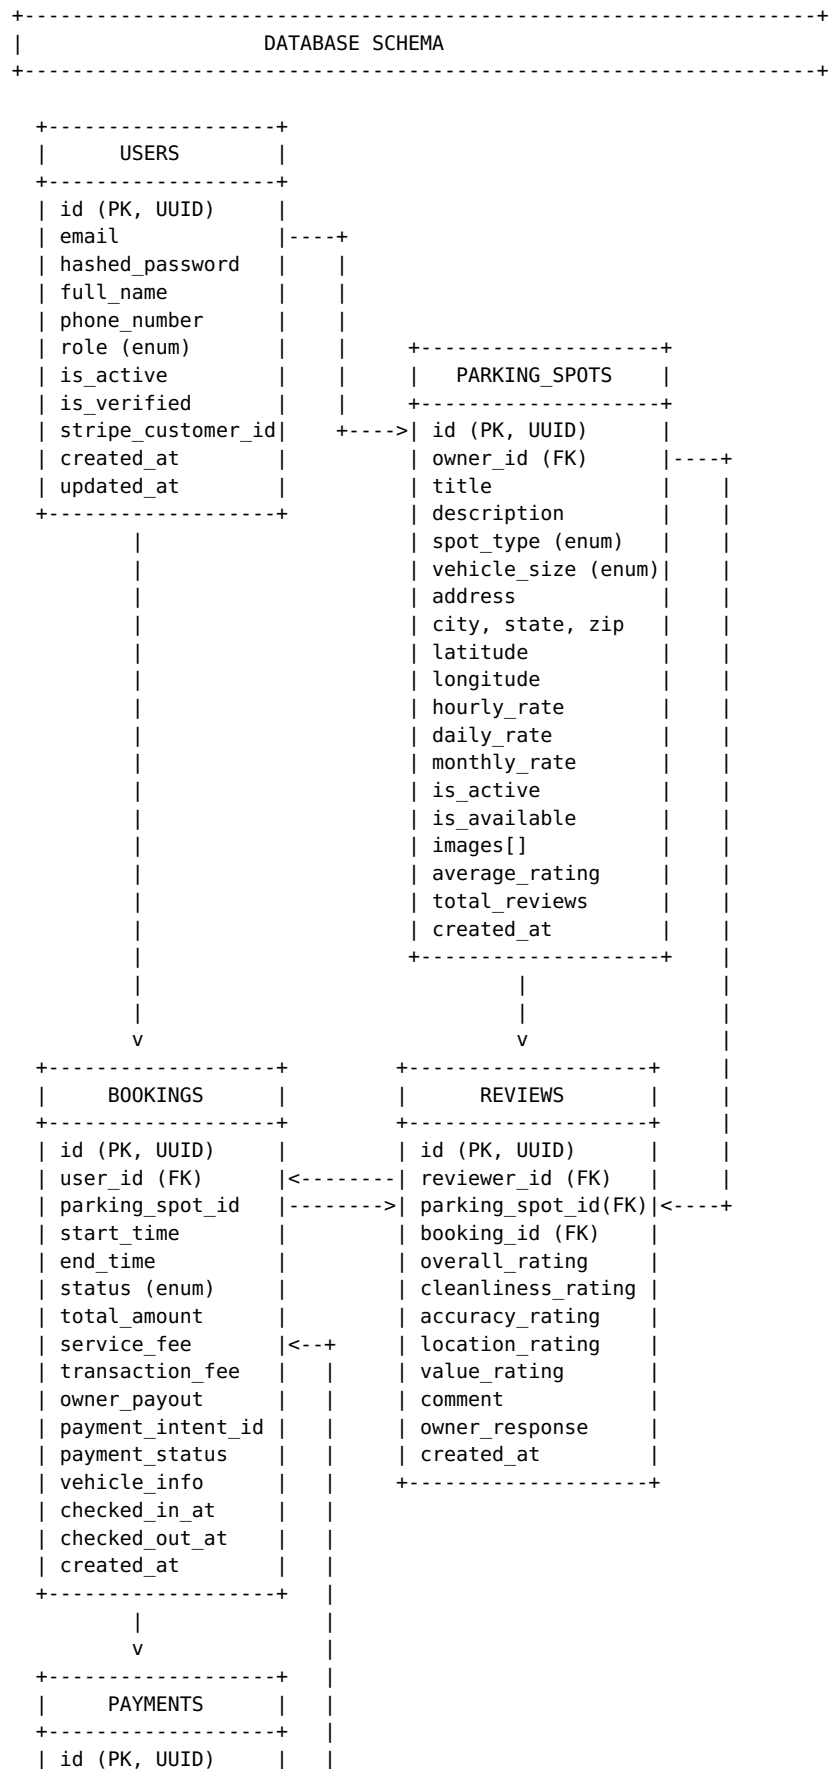 +------------------------------------------------------------------+
|                    DATABASE SCHEMA                               |
+------------------------------------------------------------------+

  +-------------------+
  |      USERS        |
  +-------------------+
  | id (PK, UUID)     |
  | email             |----+
  | hashed_password   |    |
  | full_name         |    |
  | phone_number      |    |
  | role (enum)       |    |     +--------------------+
  | is_active         |    |     |   PARKING_SPOTS    |
  | is_verified       |    |     +--------------------+
  | stripe_customer_id|    +---->| id (PK, UUID)      |
  | created_at        |          | owner_id (FK)      |----+
  | updated_at        |          | title              |    |
  +-------------------+          | description        |    |
          |                      | spot_type (enum)   |    |
          |                      | vehicle_size (enum)|    |
          |                      | address            |    |
          |                      | city, state, zip   |    |
          |                      | latitude           |    |
          |                      | longitude          |    |
          |                      | hourly_rate        |    |
          |                      | daily_rate         |    |
          |                      | monthly_rate       |    |
          |                      | is_active          |    |
          |                      | is_available       |    |
          |                      | images[]           |    |
          |                      | average_rating     |    |
          |                      | total_reviews      |    |
          |                      | created_at         |    |
          |                      +--------------------+    |
          |                               |                |
          |                               |                |
          v                               v                |
  +-------------------+         +--------------------+     |
  |     BOOKINGS      |         |      REVIEWS       |     |
  +-------------------+         +--------------------+     |
  | id (PK, UUID)     |         | id (PK, UUID)      |     |
  | user_id (FK)      |<--------| reviewer_id (FK)   |     |
  | parking_spot_id   |-------->| parking_spot_id(FK)|<----+
  | start_time        |         | booking_id (FK)    |
  | end_time          |         | overall_rating     |
  | status (enum)     |         | cleanliness_rating |
  | total_amount      |         | accuracy_rating    |
  | service_fee       |<--+     | location_rating    |
  | transaction_fee   |   |     | value_rating       |
  | owner_payout      |   |     | comment            |
  | payment_intent_id |   |     | owner_response     |
  | payment_status    |   |     | created_at         |
  | vehicle_info      |   |     +--------------------+
  | checked_in_at     |   |
  | checked_out_at    |   |
  | created_at        |   |
  +-------------------+   |
          |               |
          v               |
  +-------------------+   |
  |     PAYMENTS      |   |
  +-------------------+   |
  | id (PK, UUID)     |   |